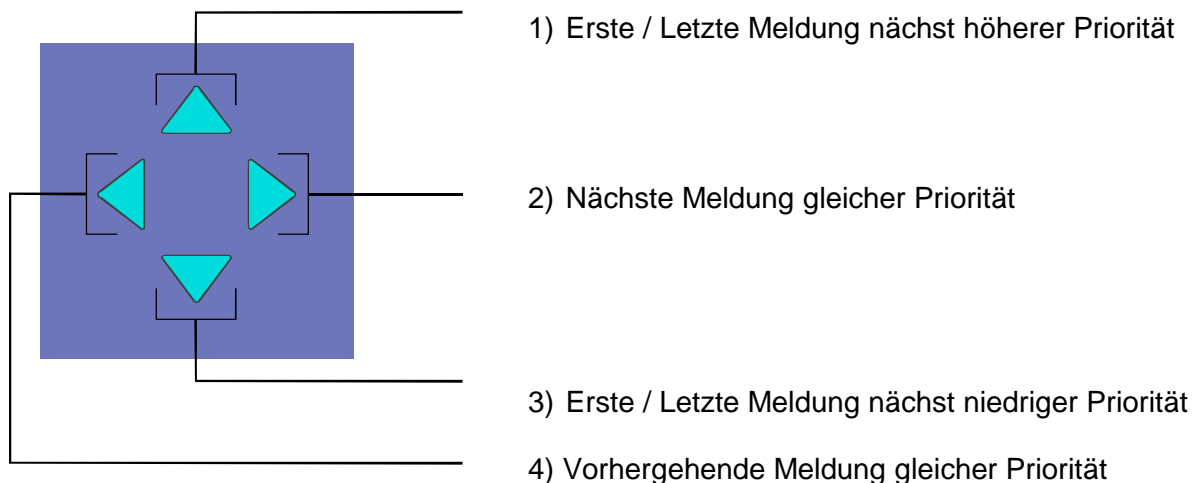 1) Erste / Letzte Meldung nächst höherer Priorität
2) Nächste Meldung gleicher Priorität
3) Erste / Letzte Meldung nächst niedriger Priorität
4) Vorhergehende Meldung gleicher Priorität